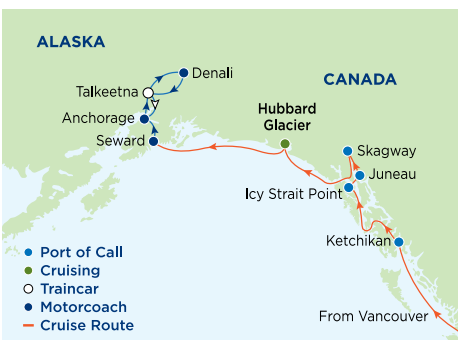 ALASKA
Denali
CANADA
Talkeetna
Hubbard
Glacier
Anchorage
Seward
Skagway
Juneau
Icy Strait Point
Ketchikan
Port of Call
Cruising
Traincar
Motorcoach
Cruise Route
From Vancouver